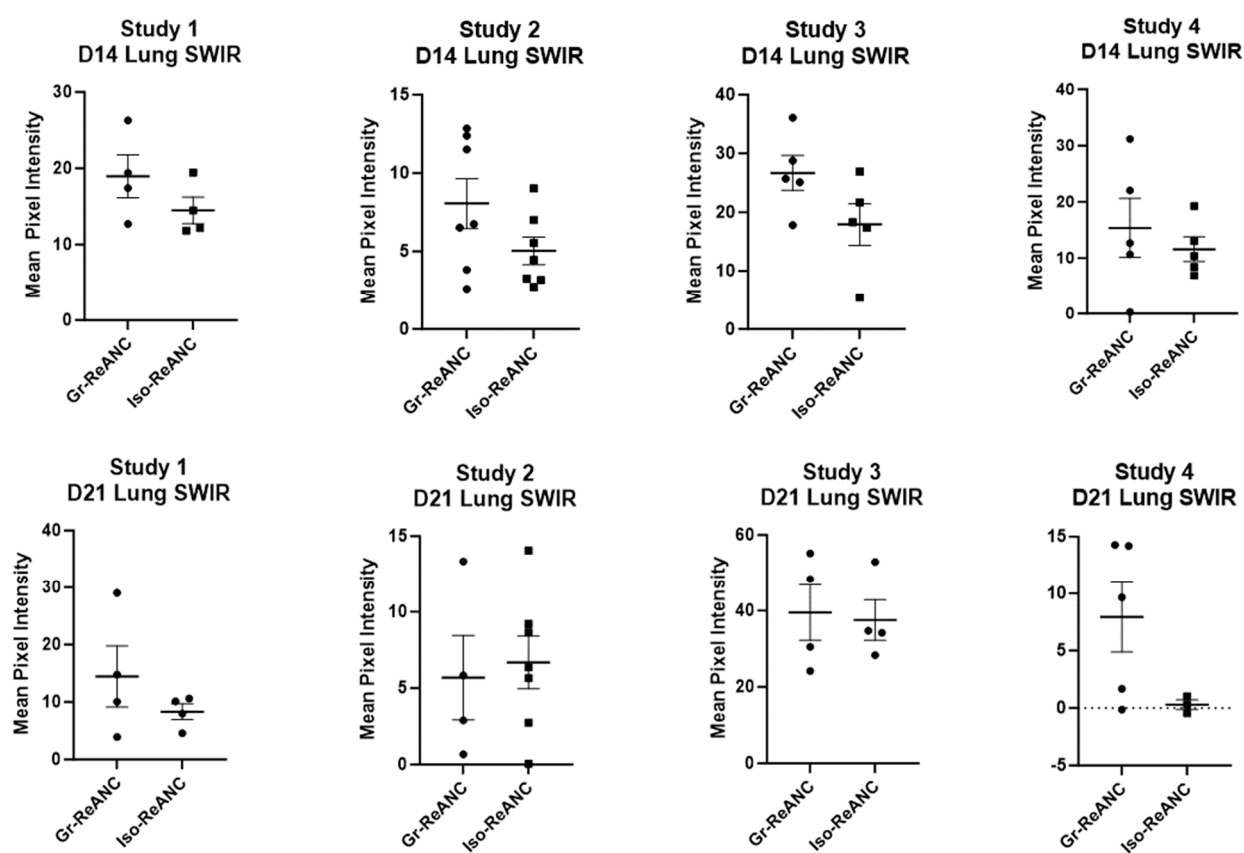 Study 1
D14 Lung SWIR
Mean Pixel Intensity
30
20
10
0
Gr-ReANC
Iso-ReANC
Study 2
D14 Lung SWIR
Mean Pixel Intensity
15
10
5
0
Gr-ReANC
Iso-ReANC
Study 3
D14 Lung SWIR
Mean Pixel Intensity
40
30
20
10
0
Gr-ReANC
Iso-ReANC
Study 4
D14 Lung SWIR
Mean Pixel Intensity
40
30
20
10
0
Gr-ReANC
Iso-ReANC
Study 1
D21 Lung SWIR
Mean Pixel Intensity
40
30
20
10
0
Gr-ReANC
Iso-ReANC
Study 2
D21 Lung SWIR
Mean Pixel Intensity
15
10
5
0
Gr-ReANC
Iso-ReANC
Study 3
D21 Lung SWIR
Mean Pixel Intensity
60
40
20
0
Gr-ReANC
Iso-ReANC
Study 4
D21 Lung SWIR
Mean Pixel Intensity
15
10
5
0
-5
Gr-ReANC
Iso-ReANC